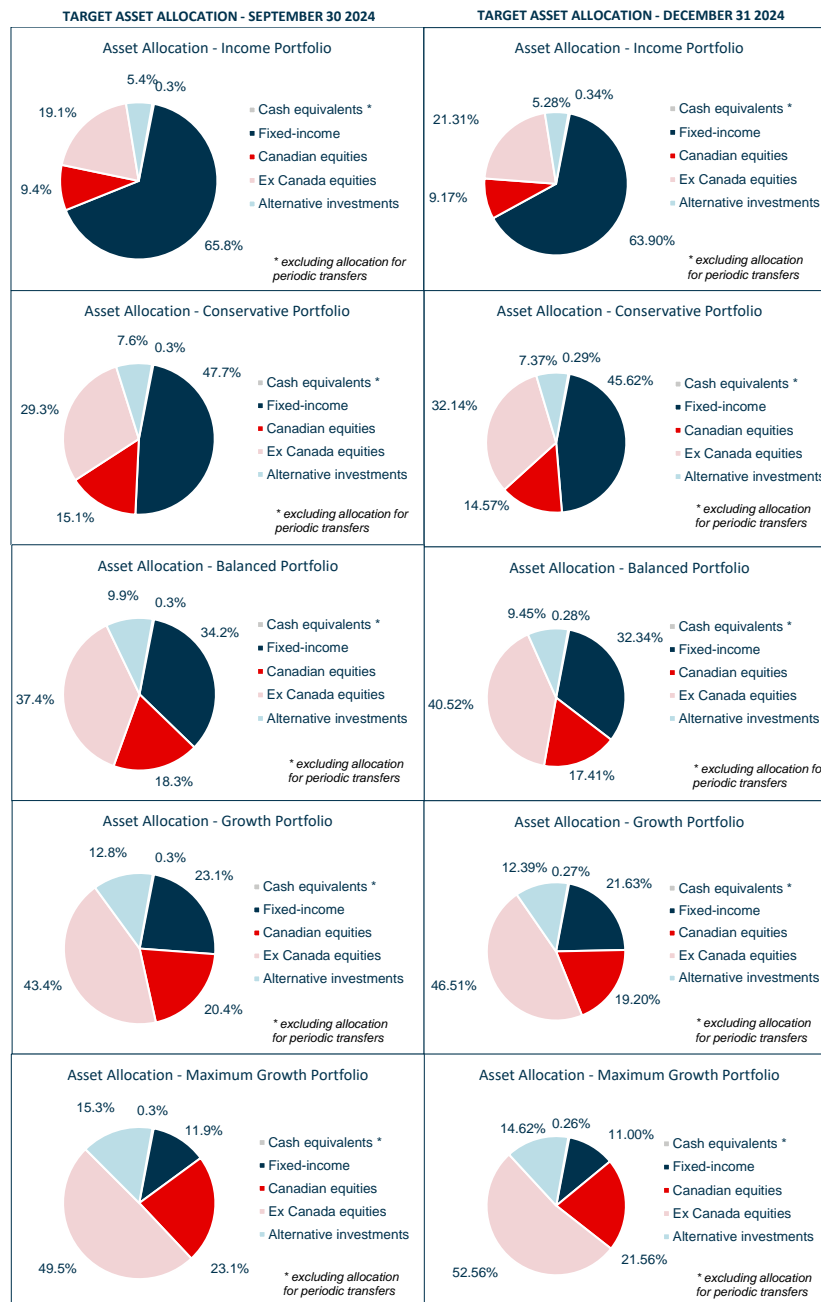 TARGET ASSET ALLOCATION - SEPTEMBER 30 2024
Asset Allocation - Income Portfolio
5.4%
0.3%
19.1%
9.4%
65.8%
Cash equivalents *
Fixed-income
Canadian equities
Ex Canada equities
Alternative investments
* excluding allocation for
periodic transfers
Asset Allocation - Conservative Portfolio
7.6%
0.3%
47.7%
29.3%
15.1%
Cash equivalents *
Fixed-income
Canadian equities
Ex Canada equities
Alternative investments
* excluding allocation for
periodic transfers
Asset Allocation - Balanced Portfolio
9.9%
0.3%
34.2%
37.4%
18.3%
Cash equivalents *
Fixed-income
Canadian equities
Ex Canada equities
Alternative investments
* excluding allocation
for periodic transfers
Asset Allocation - Growth Portfolio
12.8%
0.3%
23.1%
43.4%
20.4%
Cash equivalents *
Fixed-income
Canadian equities
Ex Canada equities
Alternative investments
* excluding allocation
for periodic transfers
Asset Allocation - Maximum Growth Portfolio
15.3%
0.3%
11.9%
49.5%
23.1%
Cash equivalents *
Fixed-income
Canadian equities
Ex Canada equities
Alternative investments
* excluding allocation
for periodic transfers
TARGET ASSET ALLOCATION - DECEMBER 31 2024
Asset Allocation - Income Portfolio
5.28%
0.34%
21.31%
9.17%
63.90%
Cash equivalents *
Fixed-income
Canadian equities
Ex Canada equities
Alternative investments
* excluding allocation
for periodic transfers
Asset Allocation - Conservative Portfolio
7.37%
0.29%
45.62%
32.14%
14.57%
Cash equivalents *
Fixed-income
Canadian equities
Ex Canada equities
Alternative investments
* excluding allocation
for periodic transfers
Asset Allocation - Balanced Portfolio
9.45%
0.28%
32.34%
40.52%
17.41%
Cash equivalents *
Fixed-income
Canadian equities
Ex Canada equities
Alternative investments
* excluding allocation fo
periodic transfers
Asset Allocation - Growth Portfolio
12.39%
0.27%
21.63%
46.51%
19.20%
Cash equivalents *
Fixed-income
Canadian equities
Ex Canada equities
Alternative investments
* excluding allocation
for periodic transfers
Asset Allocation - Maximum Growth Portfolio
14.62%
0.26%
11.00%
52.56%
21.56%
Cash equivalents *
Fixed-income
Canadian equities
Ex Canada equities
Alternative investments
* excluding allocation
for periodic transfers